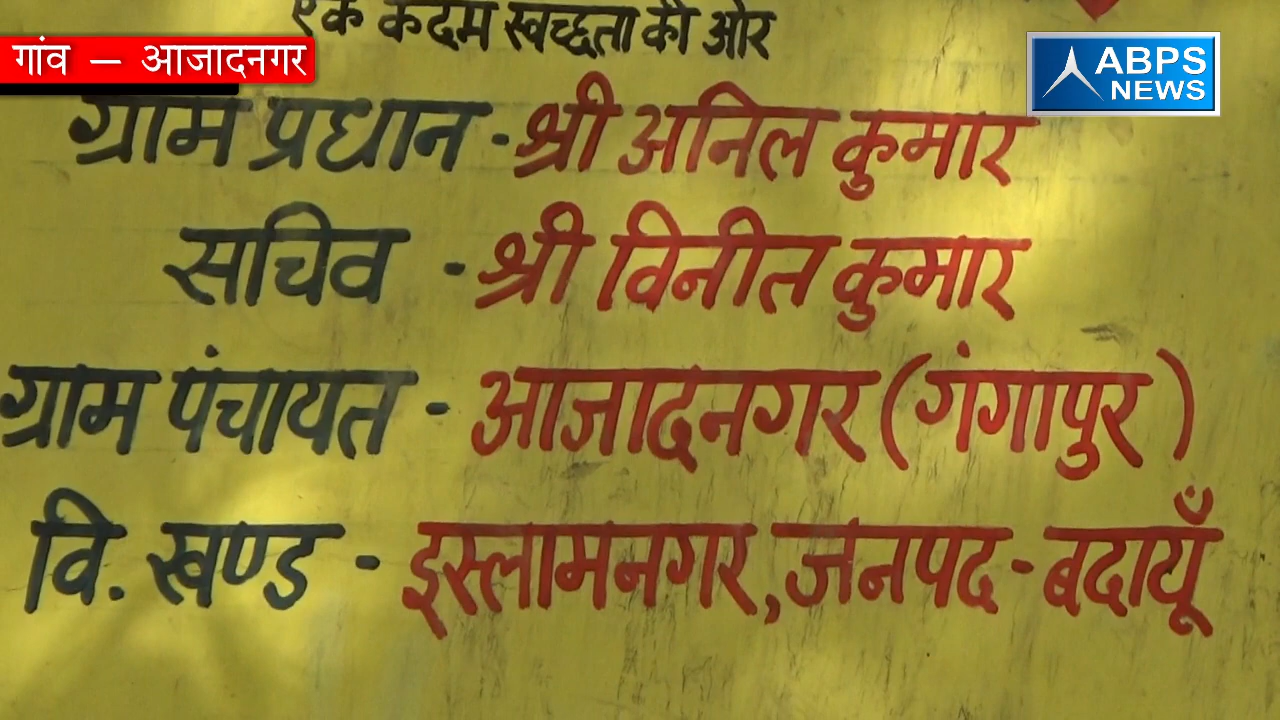 एक कदम स्वच्छता की ओर
गांव – आजादनगर
ABPS
NEWS
ग्राम प्रधान - श्री अनिल कुमार
सचिव - श्री विनीत कुमार
ग्राम पंचायत - आजादनगर (गंगापुर)
वि. खण्ड - इस्लामनगर, जनपद - बदायूँ